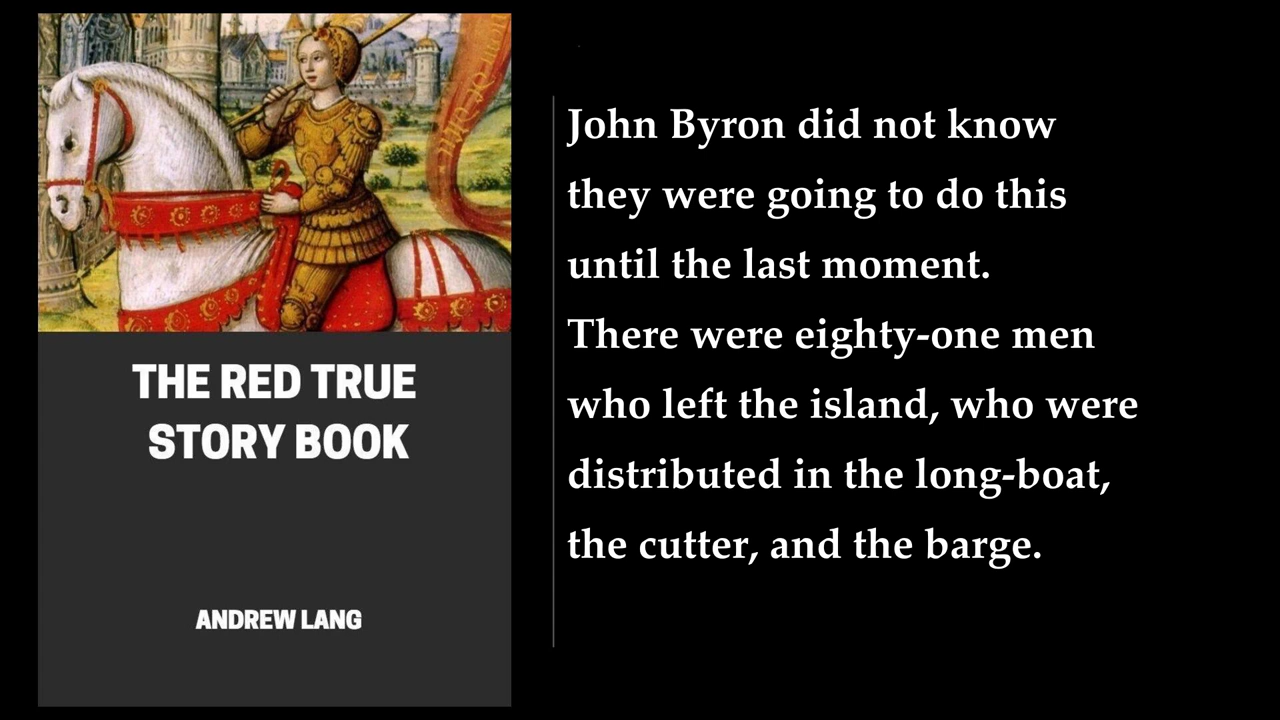 THE RED TRUE
STORY BOOK
ANDREW LANG
John Byron did not know
they were going to do this
until the last moment.
There were eighty-one men
who left the island, who were
distributed in the long-boat,
the cutter, and the barge.